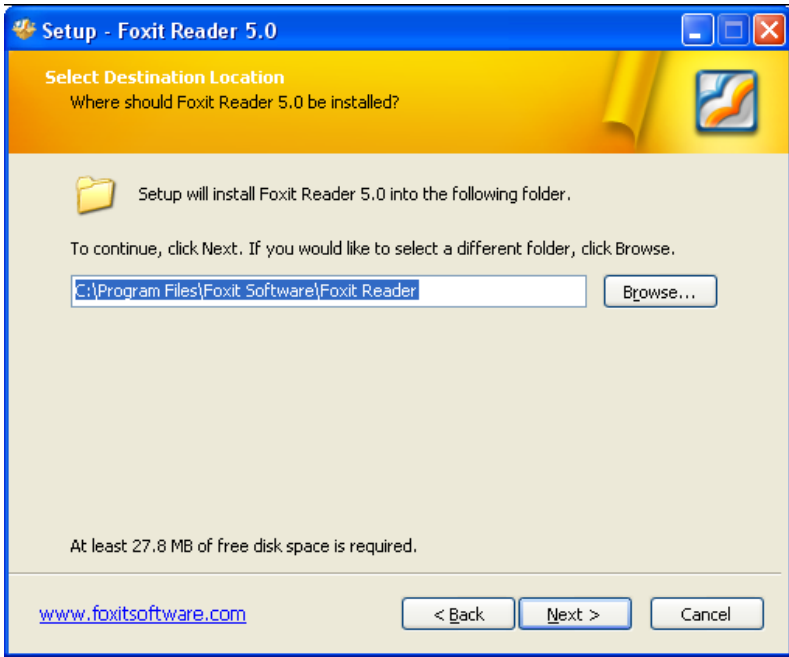 Setup - Foxit Reader 5.0
Select Destination Location
Where should Foxit Reader 5.0 be installed?
Setup will install Foxit Reader 5.0 into the following folder.
To continue, click Next. If you would like to select a different folder, click Browse.
C:\Program Files\Foxit Software\Foxit Reader
Browse...
At least 27.8 MB of free disk space is required.
www.foxitsoftware.com
< Back
Next >
Cancel